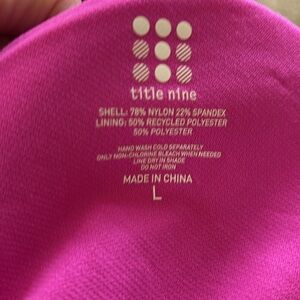 title nine
SHELL: 78% NYLON 22% SPANDEX
LINING: 50% RECYCLED POLYESTER
50% POLYESTER
HAND WASH COLD SEPARATELY
ONLY NON-CHLORINE BLEACH WHEN NEEDED
LINE DRY IN SHADE
DO NOT IRON
MADE IN CHINA
L